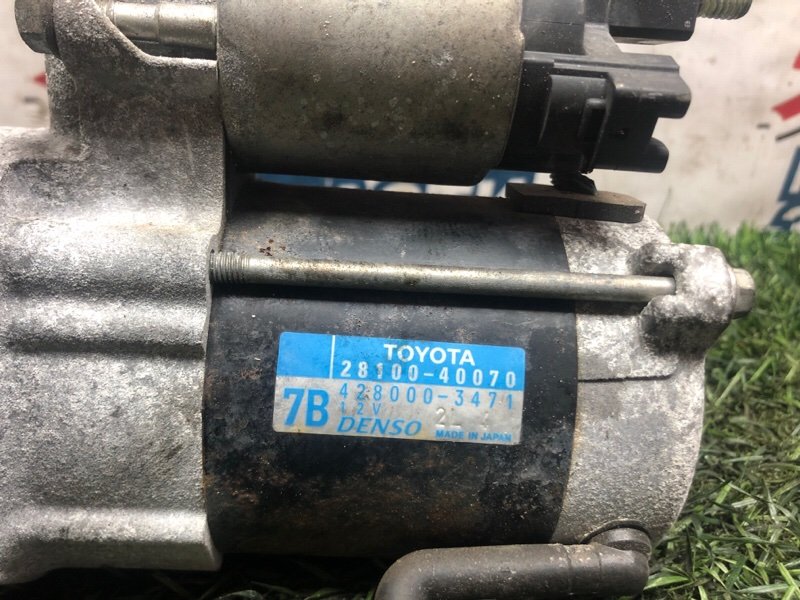 TOYOTA
28100-40070
428000-3471
7B 12V
DENSO MADE IN JAPAN